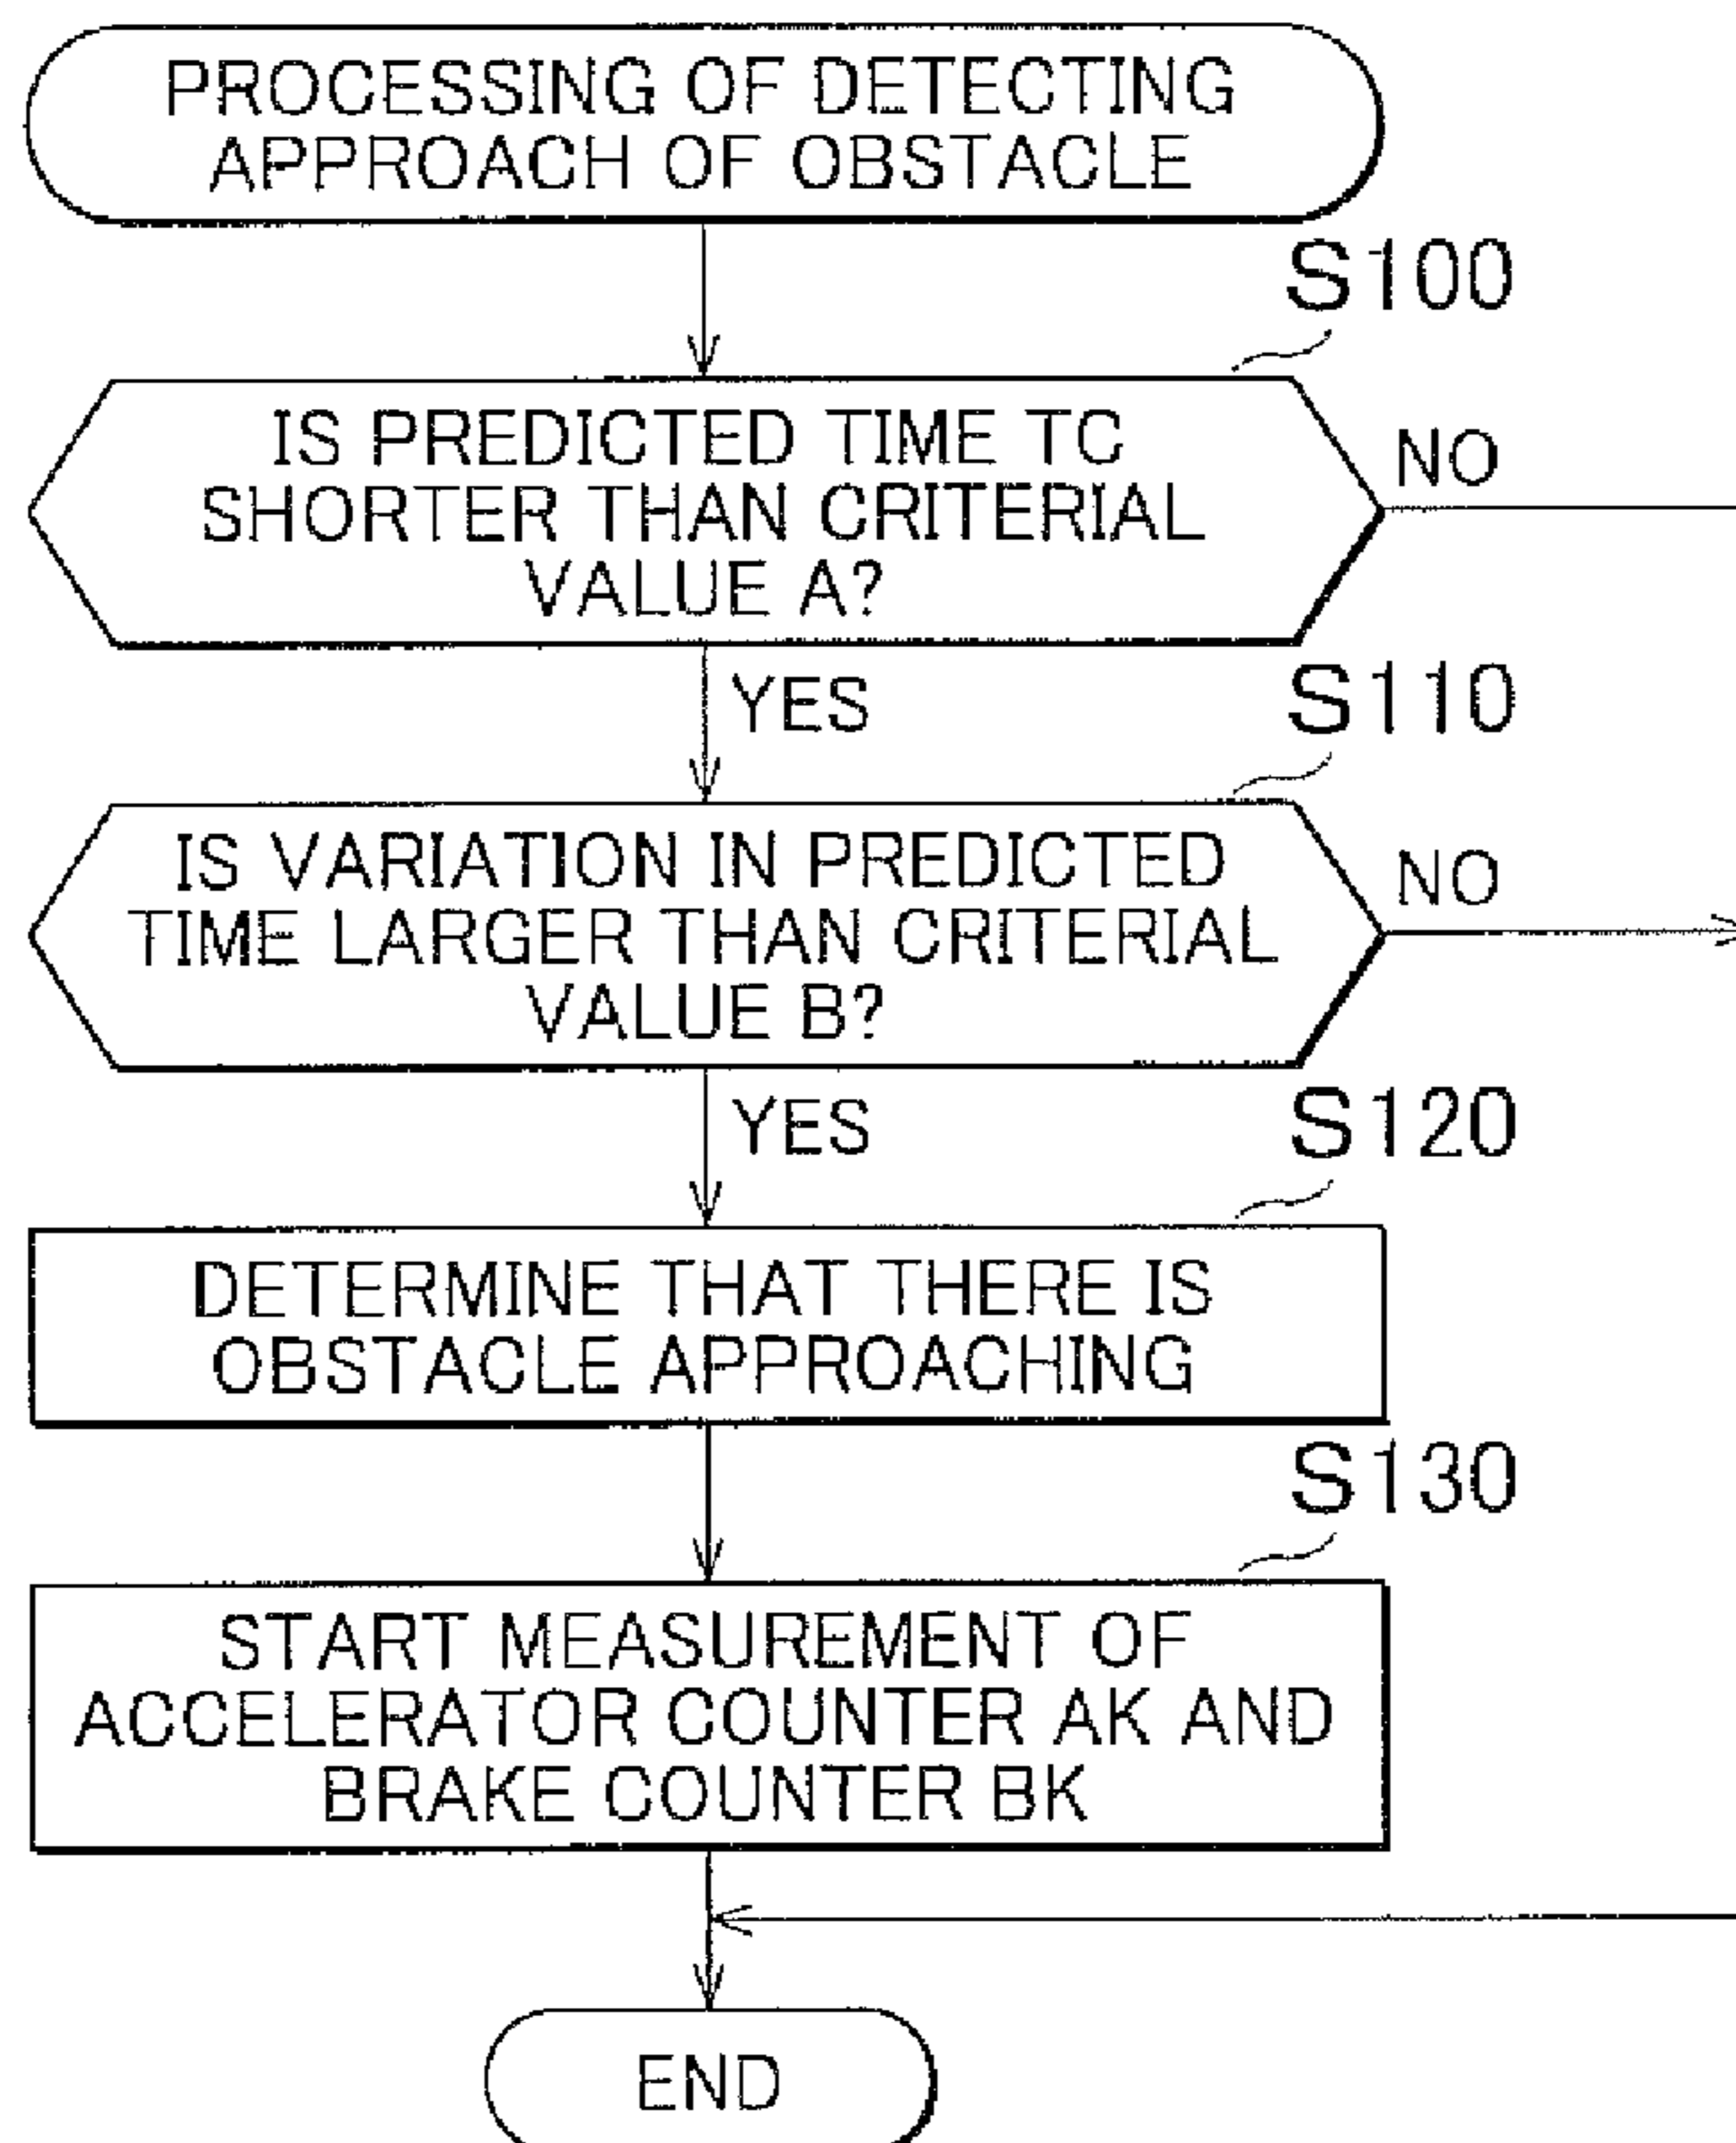 PROCESSING OF DETECTING
APPROACH OF OBSTACLE
S100
IS PREDICTED TIME TC
SHORTER THAN CRITERIAL
VALUE A?
NO
YES
S110
IS VARIATION IN PREDICTED
TIME LARGER THAN CRITERIAL
VALUE B?
NO
YES
S120
DETERMINE THAT THERE IS
OBSTACLE APPROACHING
S130
START MEASUREMENT OF
ACCELERATOR COUNTER AK AND
BRAKE COUNTER BK
END